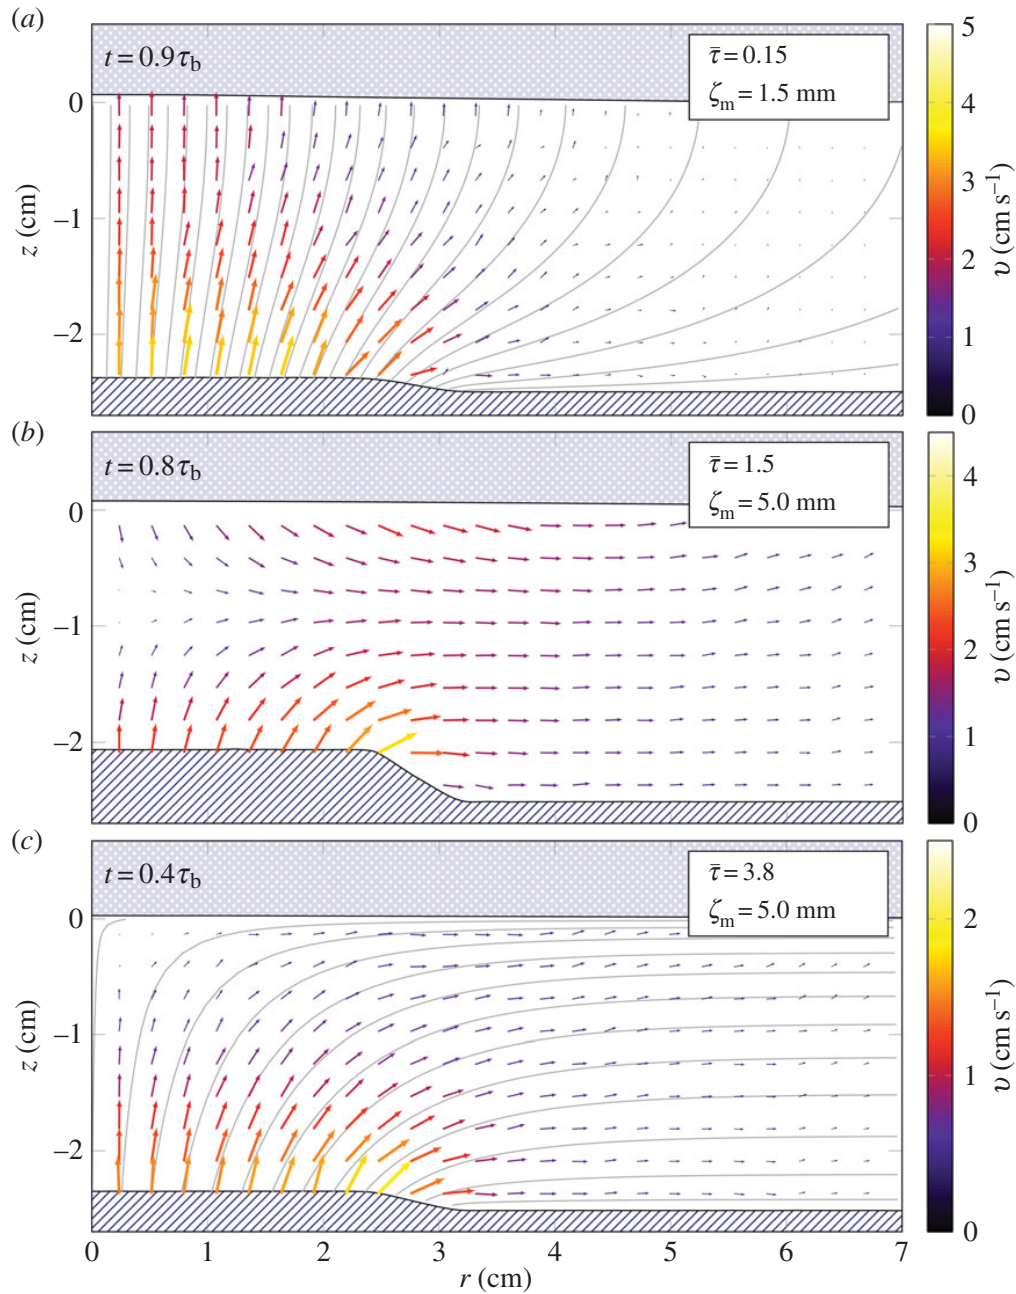 (a)
t = 0.9τb
τ̄ = 0.15
ζm = 1.5 mm
0
−1
−2
z (cm)
5
4
3
2
1
0
υ (cm s−1)
(b)
t = 0.8τb
τ̄ = 1.5
ζm = 5.0 mm
0
−1
−2
z (cm)
4
3
2
1
0
υ (cm s−1)
(c)
t = 0.4τb
τ̄ = 3.8
ζm = 5.0 mm
0
−1
−2
z (cm)
2
1
0
υ (cm s−1)
0 1 2 3 4 5 6 7
r (cm)